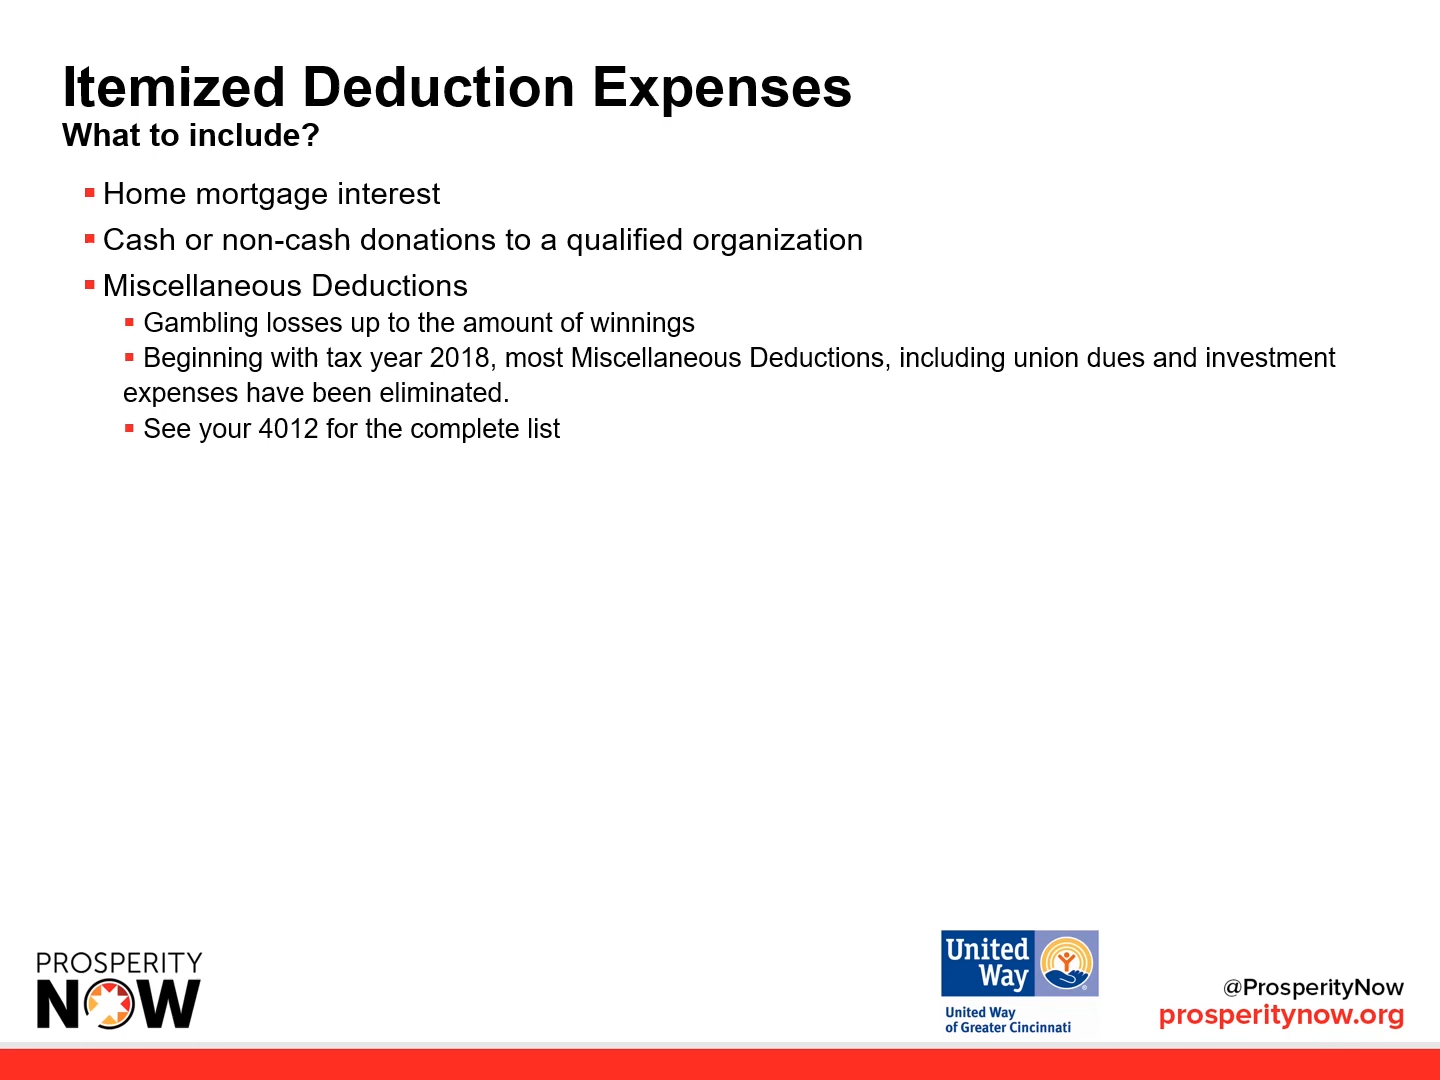 Itemized Deduction Expenses
What to include?
Home mortgage interest
Cash or non-cash donations to a qualified organization
Miscellaneous Deductions
Gambling losses up to the amount of winnings
Beginning with tax year 2018, most Miscellaneous Deductions, including union dues and investment
expenses have been eliminated.
See your 4012 for the complete list
PROSPERITY
NOW
United
Way
United Way
of Greater Cincinnati
@ProsperityNow
prosperitynow.org